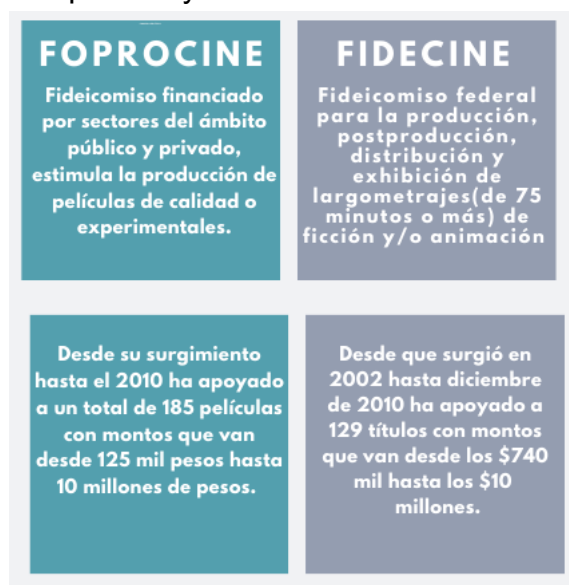 FOPROCINE
Fideicomiso financiado
por sectores del ámbito
público y privado,
estimula la producción de
películas de calidad o
experimentales.
FIDECINE
Fideicomiso federal
para la producción,
postproducción,
distribución y
exhibición de
largometrajes(de 75
minutos o más) de
ficción y/o animación
Desde su surgimiento
hasta el 2010 ha apoyado
a un total de 185 películas
con montos que van
desde 125 mil pesos hasta
10 millones de pesos.
Desde que surgió en
2002 hasta diciembre
de 2010 ha apoyado a
129 títulos con montos
que van desde los $740
mil hasta los $10
millones.